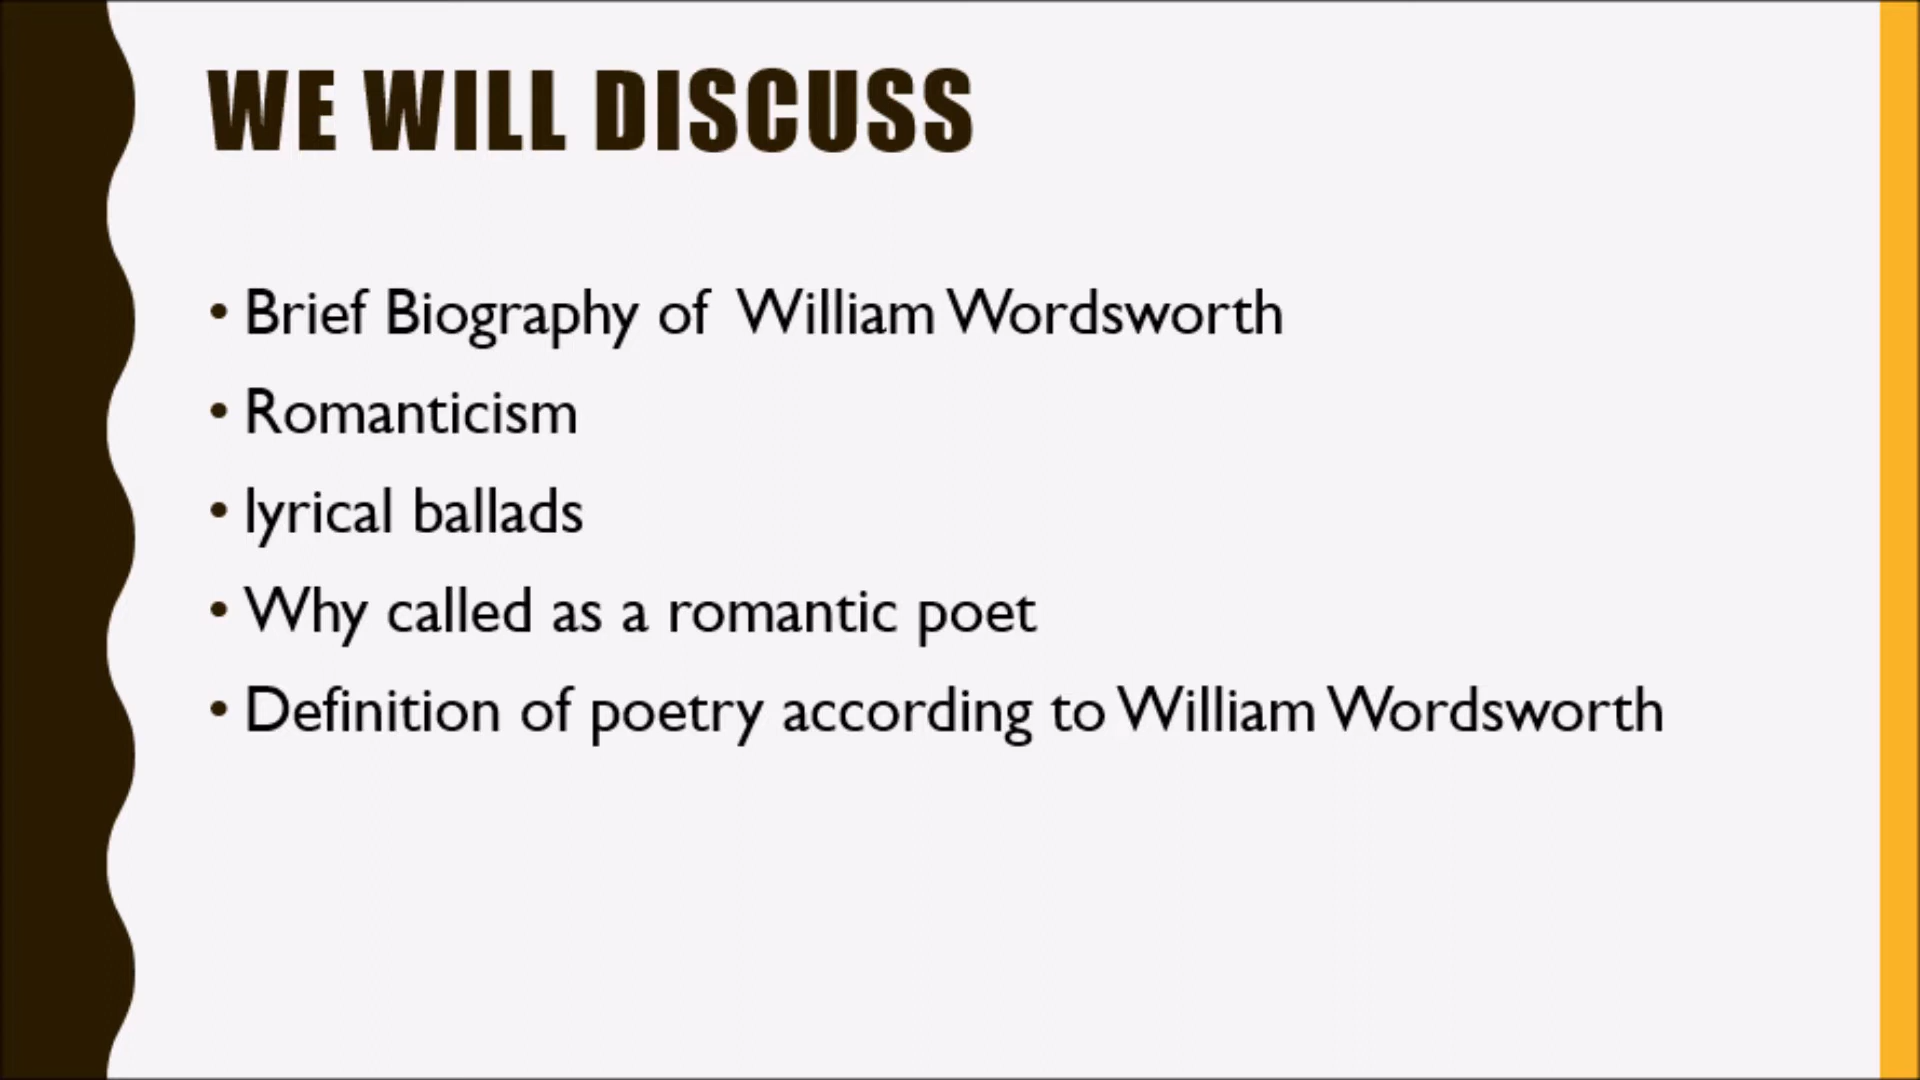 WE WILL DISCUSS
• Brief Biography of William Wordsworth
• Romanticism
• lyrical ballads
• Why called as a romantic poet
• Definition of poetry according to William Wordsworth